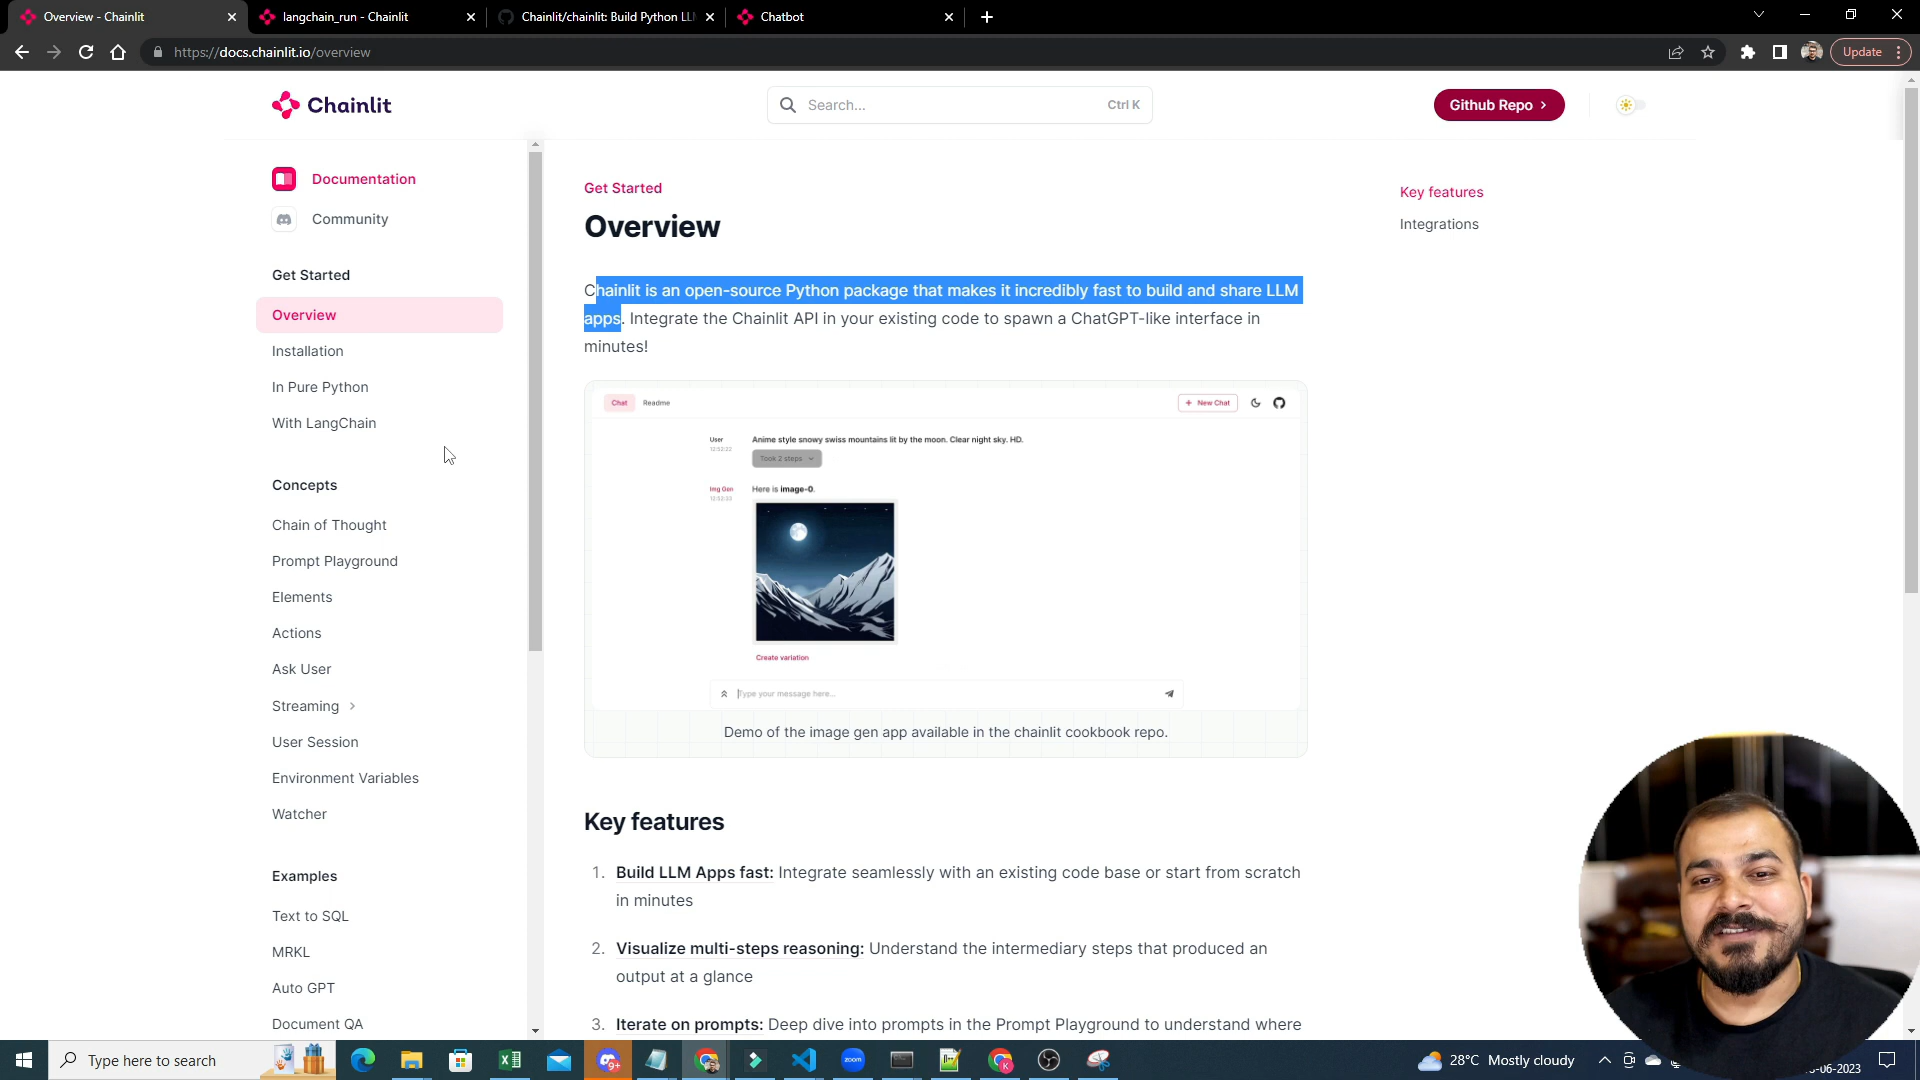 Overview - Chainlit
langchain_run - Chainlit
Chainlit/chainlit: Build Python LL
Chatbot
https://docs.chainlit.io/overview
Update
Chainlit
Search...
Ctrl K
Github Repo
Documentation
Community
Get Started
Overview
Installation
In Pure Python
With LangChain
Concepts
Chain of Thought
Prompt Playground
Elements
Actions
Ask User
Streaming
User Session
Environment Variables
Watcher
Examples
Text to SQL
MRKL
Auto GPT
Document QA
Get Started
Overview
Chainlit is an open-source Python package that makes it incredibly fast to build and share LLM
apps. Integrate the Chainlit API in your existing code to spawn a ChatGPT-like interface in
minutes!
Chat
Readme
+ New Chat
User
12:52:22
Anime style snowy swiss mountains lit by the moon. Clear night sky. HD.
Took 2 steps
Img Gen
Here is image-0.
Create variation
Type your message here...
Demo of the image gen app available in the chainlit cookbook repo.
Key features
1. Build LLM Apps fast: Integrate seamlessly with an existing code base or start from scratch
in minutes
2. Visualize multi-steps reasoning: Understand the intermediary steps that produced an
output at a glance
3. Iterate on prompts: Deep dive into prompts in the Prompt Playground to understand where
Key features
Integrations
Type here to search
9+
zoom
K
28°C Mostly cloudy
-06-2023